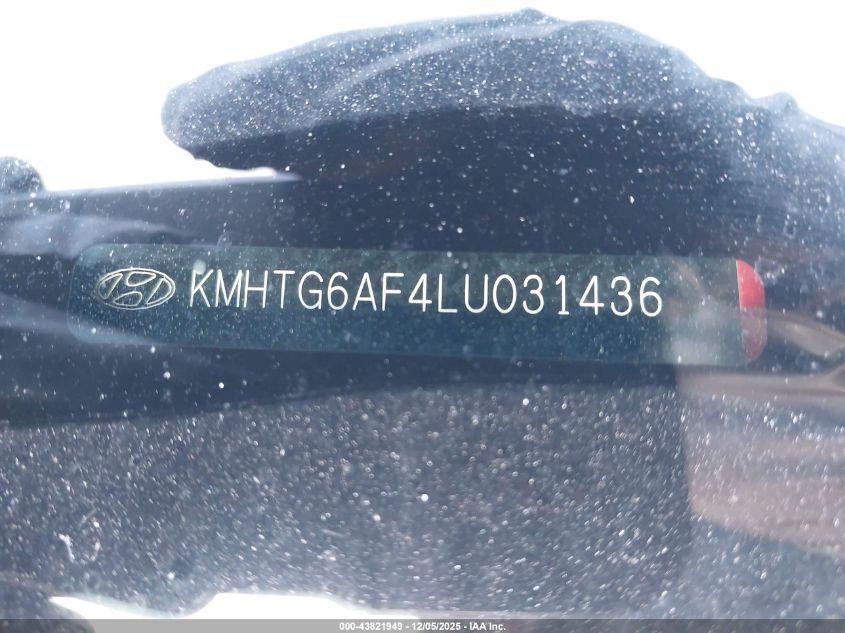 KMHTG6AF4LU031436
000-43821949 - 12/05/2025 - IAA Inc.